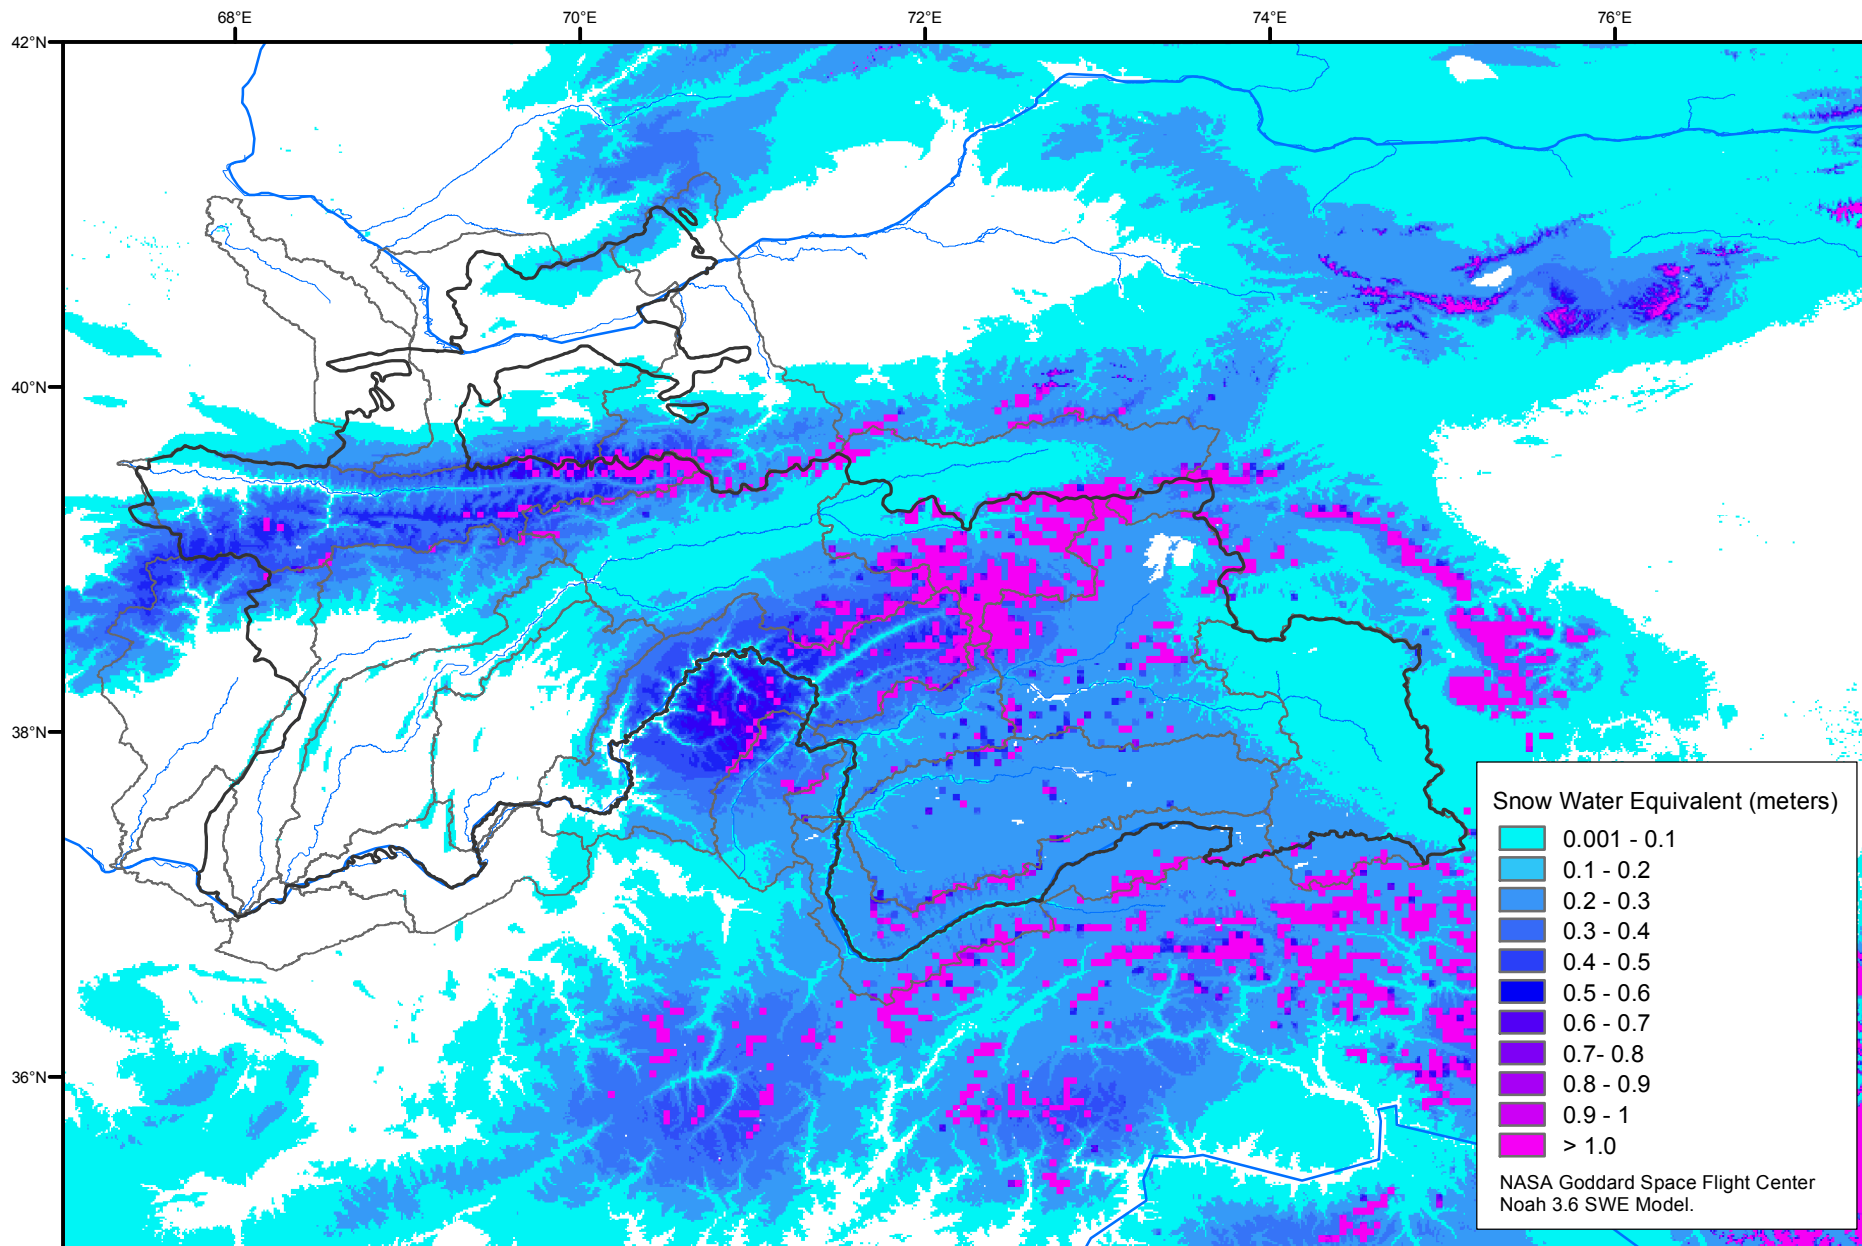 68°E
70°E
72°E
74°E
76°E
42°N
40°N
38°N
36°N
Snow Water Equivalent (meters)
0.001 - 0.1
0.1 - 0.2
0.2 - 0.3
0.3 - 0.4
0.4 - 0.5
0.5 - 0.6
0.6 - 0.7
0.7- 0.8
0.8 - 0.9
0.9 - 1
> 1.0
NASA Goddard Space Flight Center
Noah 3.6 SWE Model.